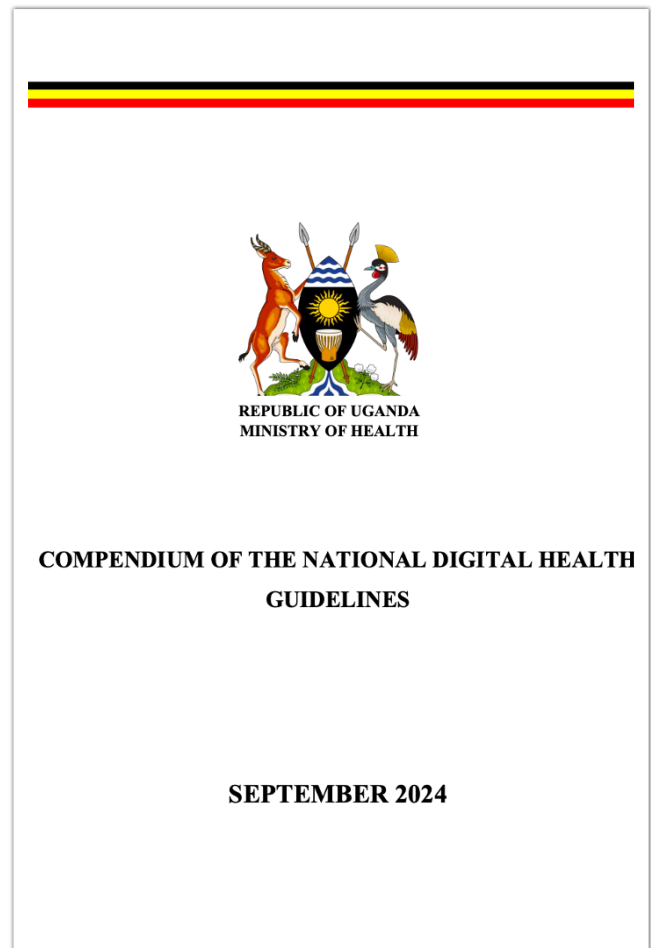 REPUBLIC OF UGANDA
MINISTRY OF HEALTH
COMPENDIUM OF THE NATIONAL DIGITAL HEALTH
GUIDELINES
SEPTEMBER 2024